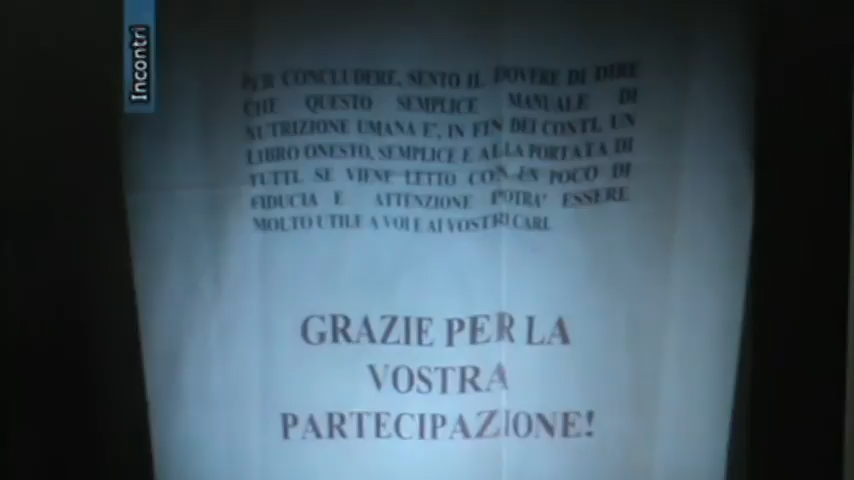 Incontri
PER CONCLUDERE, SENTO IL DOVERE DI DIRE
CHE QUESTO SEMPLICE MANUALE DI
NUTRIZIONE UMANA E', IN FIN DEI CONTI, UN
LIBRO ONESTO, SEMPLICE E ALLA PORTATA DI
TUTTI. SE VIENE LETTO CON UN POCO DI
FIDUCIA E ATTENZIONE POTRA' ESSERE
MOLTO UTILE A VOI E AI VOSTRI CARI.
GRAZIE PER LA
VOSTRA
PARTECIPAZIONE!